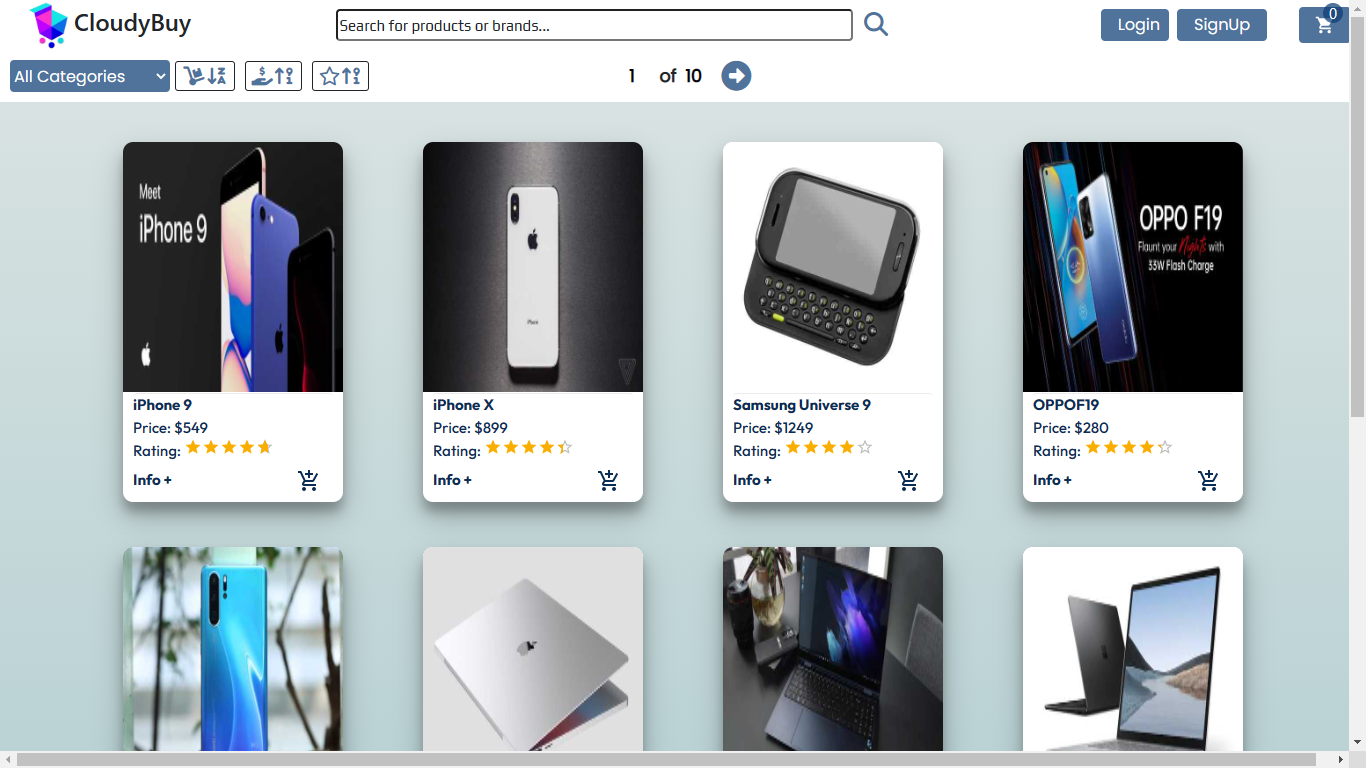 CloudyBuy
Search for products or brands...
Login
SignUp
0
All Categories
1 of 10
Meet
iPhone 9
iPhone
OPPO F19
Flaunt your Nights with
33W Flash Charge
iPhone 9
Price: $549
Rating:
Info +
iPhone X
Price: $899
Rating:
Info +
Samsung Universe 9
Price: $1249
Rating:
Info +
OPPOF19
Price: $280
Rating:
Info +